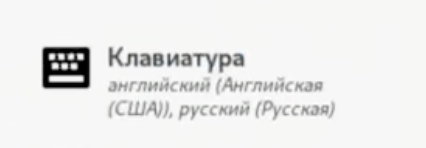 Клавиатура
английский (Английская
(США)), русский (Русская)